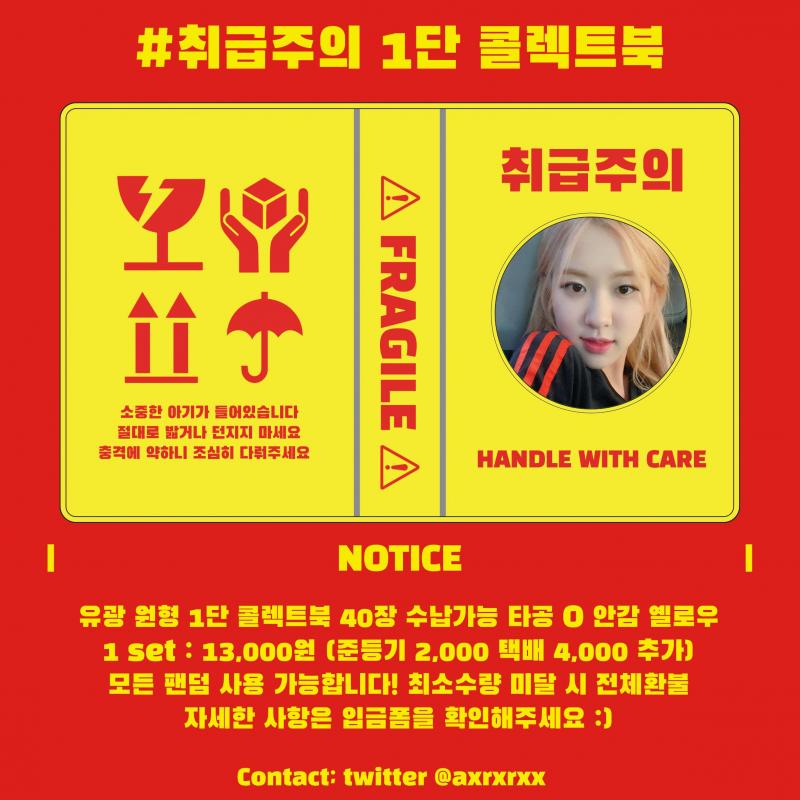 #취급주의 1단 콜렉트북
소중한 아기가 들어있습니다
절대로 밟거나 던지지 마세요
충격에 약하니 조심히 다뤄주세요
FRAGILE
취급주의
HANDLE WITH CARE
NOTICE
유광 원형 1단 콜렉트북 40장 수납가능 타공 O 안감 옐로우
1 set : 13,000원 (준등기 2,000 택배 4,000 추가)
모든 팬덤 사용 가능합니다! 최소수량 미달 시 전체환불
자세한 사항은 입금폼을 확인해주세요 :)
Contact: twitter @axrxrxx